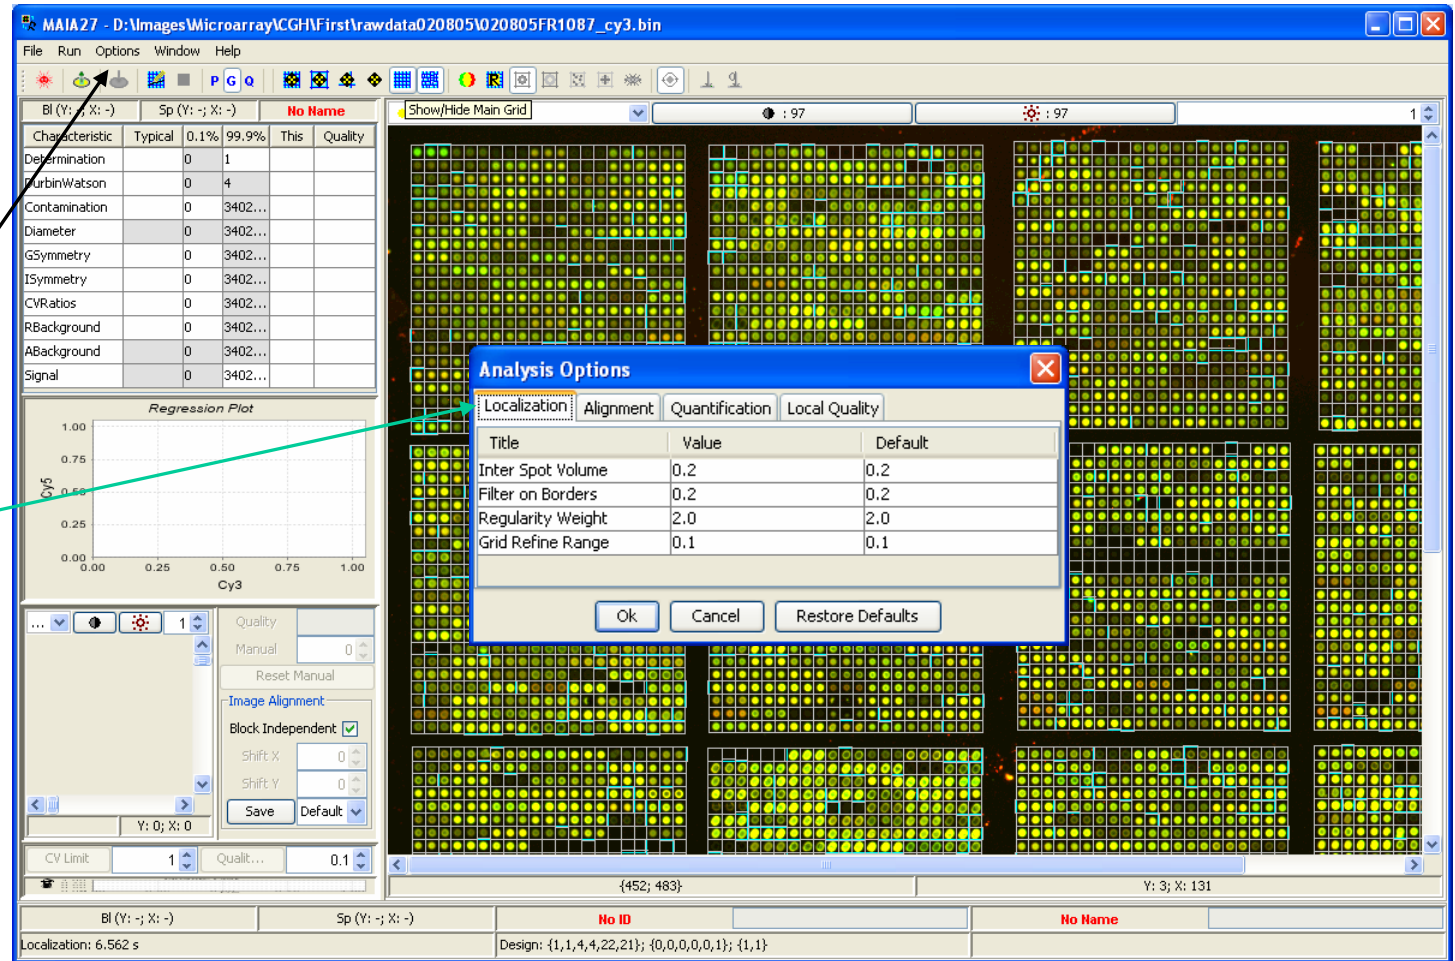 MAIA27 - D:\Images\Microarray\CGH\First\rawdata020805\020805FR1087_cy3.bin
File Run Options Window Help
P G Q
Bl (Y: -; X: -) Sp (Y: -; X: -) No Name
Show/Hide Main Grid : 97 : 97 1
Characteristic Typical 0.1% 99.9% This Quality
Determination 0 1
DurbinWatson 0 4
Contamination 0 3402...
Diameter 0 3402...
GSymmetry 0 3402...
ISymmetry 0 3402...
CVRatios 0 3402...
RBackground 0 3402...
ABackground 0 3402...
Signal 0 3402...
Regression Plot
1.00
0.75
0.50
0.25
0.00
Cy5
0.00 0.25 0.50 0.75 1.00
Cy3
Analysis Options
Localization Alignment Quantification Local Quality
Title Value Default
Inter Spot Volume 0.2 0.2
Filter on Borders 0.2 0.2
Regularity Weight 2.0 2.0
Grid Refine Range 0.1 0.1
Ok Cancel Restore Defaults
... 1
Quality
Manual 0
Reset Manual
Image Alignment
Block Independent
Shift X 0
Shift Y 0
Save Default
Y: 0; X: 0
CV Limit 1 Qualit... 0.1
{452; 483} Y: 3; X: 131
Bl (Y: -; X: -) Sp (Y: -; X: -) No ID No Name
Localization: 6.562 s Design: {1,1,4,4,22,21}; {0,0,0,0,0,1}; {1,1}